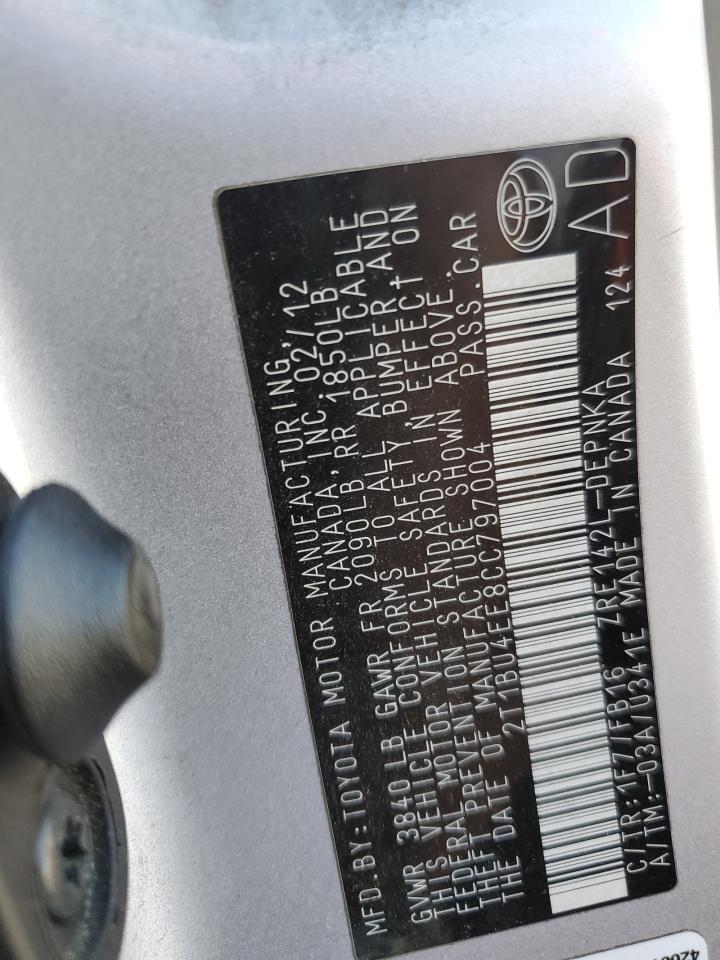 MFD.BY:TOYOTA MOTOR MANUFACTURING,
CANADA, INC. 02/12
GVWR 3840LB GAWR FR 2090LB RR 1850LB
THIS VEHICLE CONFORMS TO ALL APPLICABLE
FEDERAL MOTOR VEHICLE SAFETY BUMPER, AND
THEFT PREVENTION STANDARDS IN EFFECT ON
THE DATE OF MANUFACTURE SHOWN ABOVE.
2T1BU4EE8CC797004 PASS.CAR
C/TR:1F7/FB16 ZRE142L-DEPNKA
A/TM:-03A/U341E MADE IN CANADA 124
AD